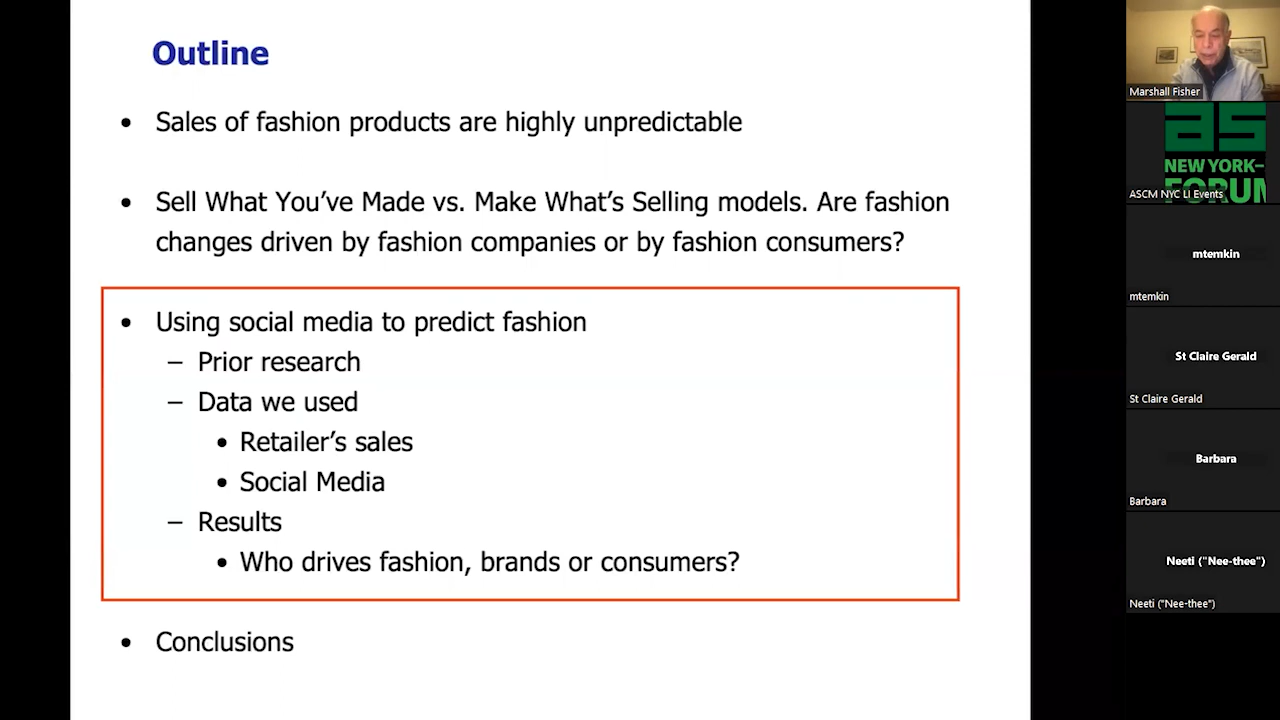 Outline
• Sales of fashion products are highly unpredictable
• Sell What You've Made vs. Make What's Selling models. Are fashion
changes driven by fashion companies or by fashion consumers?
• Using social media to predict fashion
– Prior research
– Data we used
• Retailer's sales
• Social Media
– Results
• Who drives fashion, brands or consumers?
• Conclusions
Marshall Fisher
as
NEW YORK–
FORUM
ASCM NYC LI Events
mtemkin
mtemkin
St Claire Gerald
St Claire Gerald
Barbara
Barbara
Neeti ("Nee-thee")
Neeti ("Nee-thee")